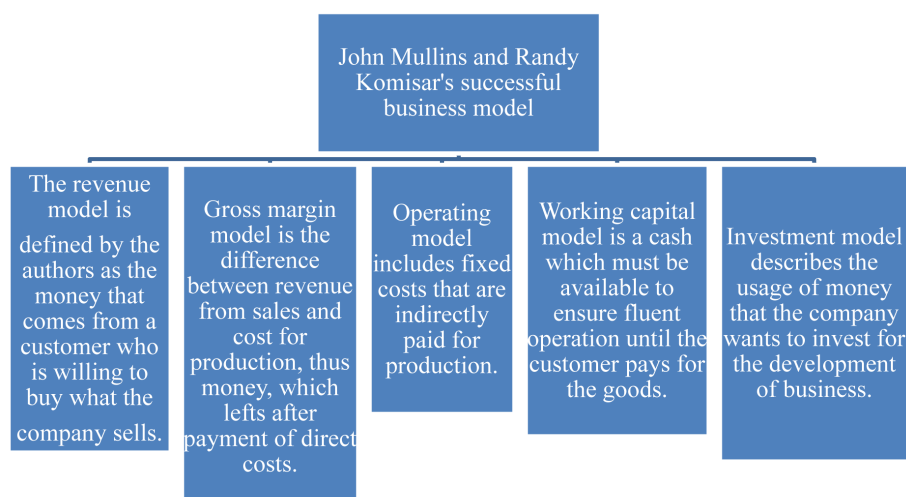 John Mullins and Randy
Komisar's successful
business model
The revenue
model is
defined by the
authors as the
money that
comes from a
customer who
is willing to
buy what the
company sells.
Gross margin
model is the
difference
between revenue
from sales and
cost for
production, thus
money, which
lefts after
payment of direct
costs.
Operating
model
includes fixed
costs that are
indirectly
paid for
production.
Working capital
model is a cash
which must be
available to
ensure fluent
operation until the
customer pays for
the goods.
Investment model
describes the
usage of money
that the company
wants to invest for
the development
of business.